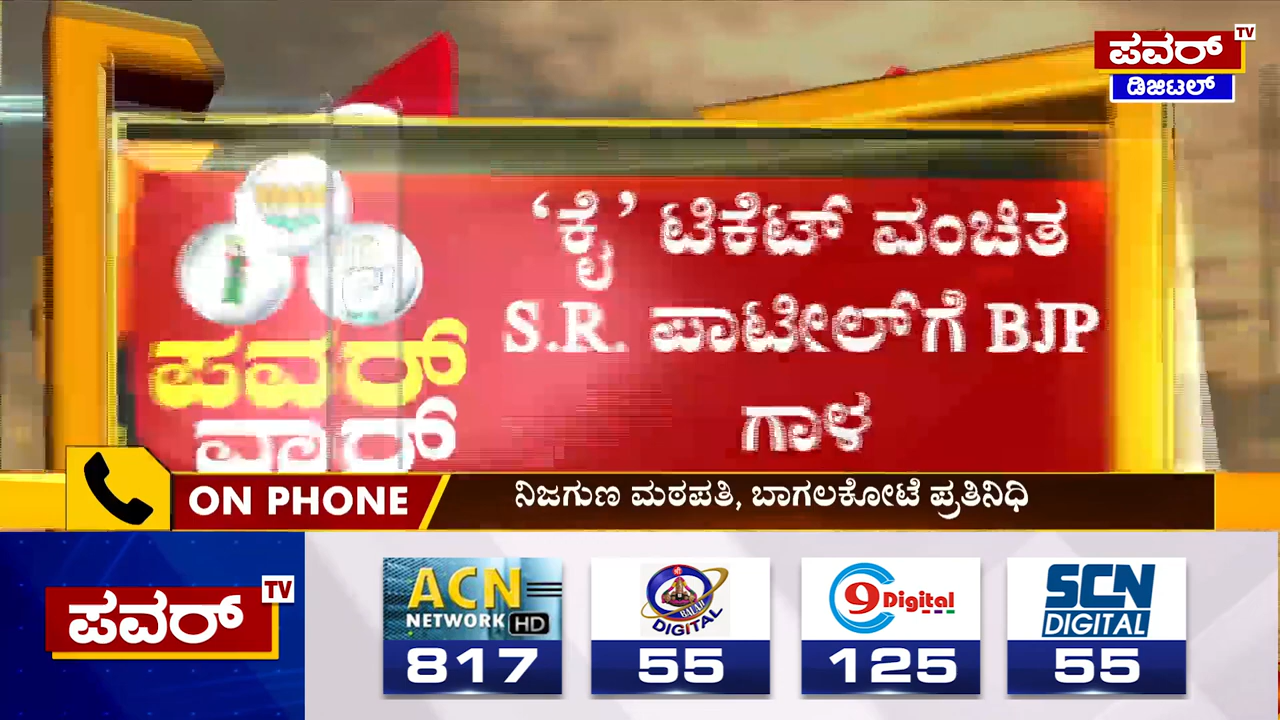 ಪವರ್ TV
ಡಿಜಿಟಲ್
'ಕೈ' ಟಿಕೆಟ್ ವಂಚಿತ
S.R. ಪಾಟೀಲ್‌ಗೆ BJP
ಗಾಳ
ಪವರ್
ವಾರ್
ON PHONE
ನಿಜಗುಣ ಮಠಪತಿ, ಬಾಗಲಕೋಟೆ ಪ್ರತಿನಿಧಿ
ಪವರ್ TV
ACN
NETWORK HD
817
BALAJI
DIGITAL
55
9 Digital
125
SCN
DIGITAL
55